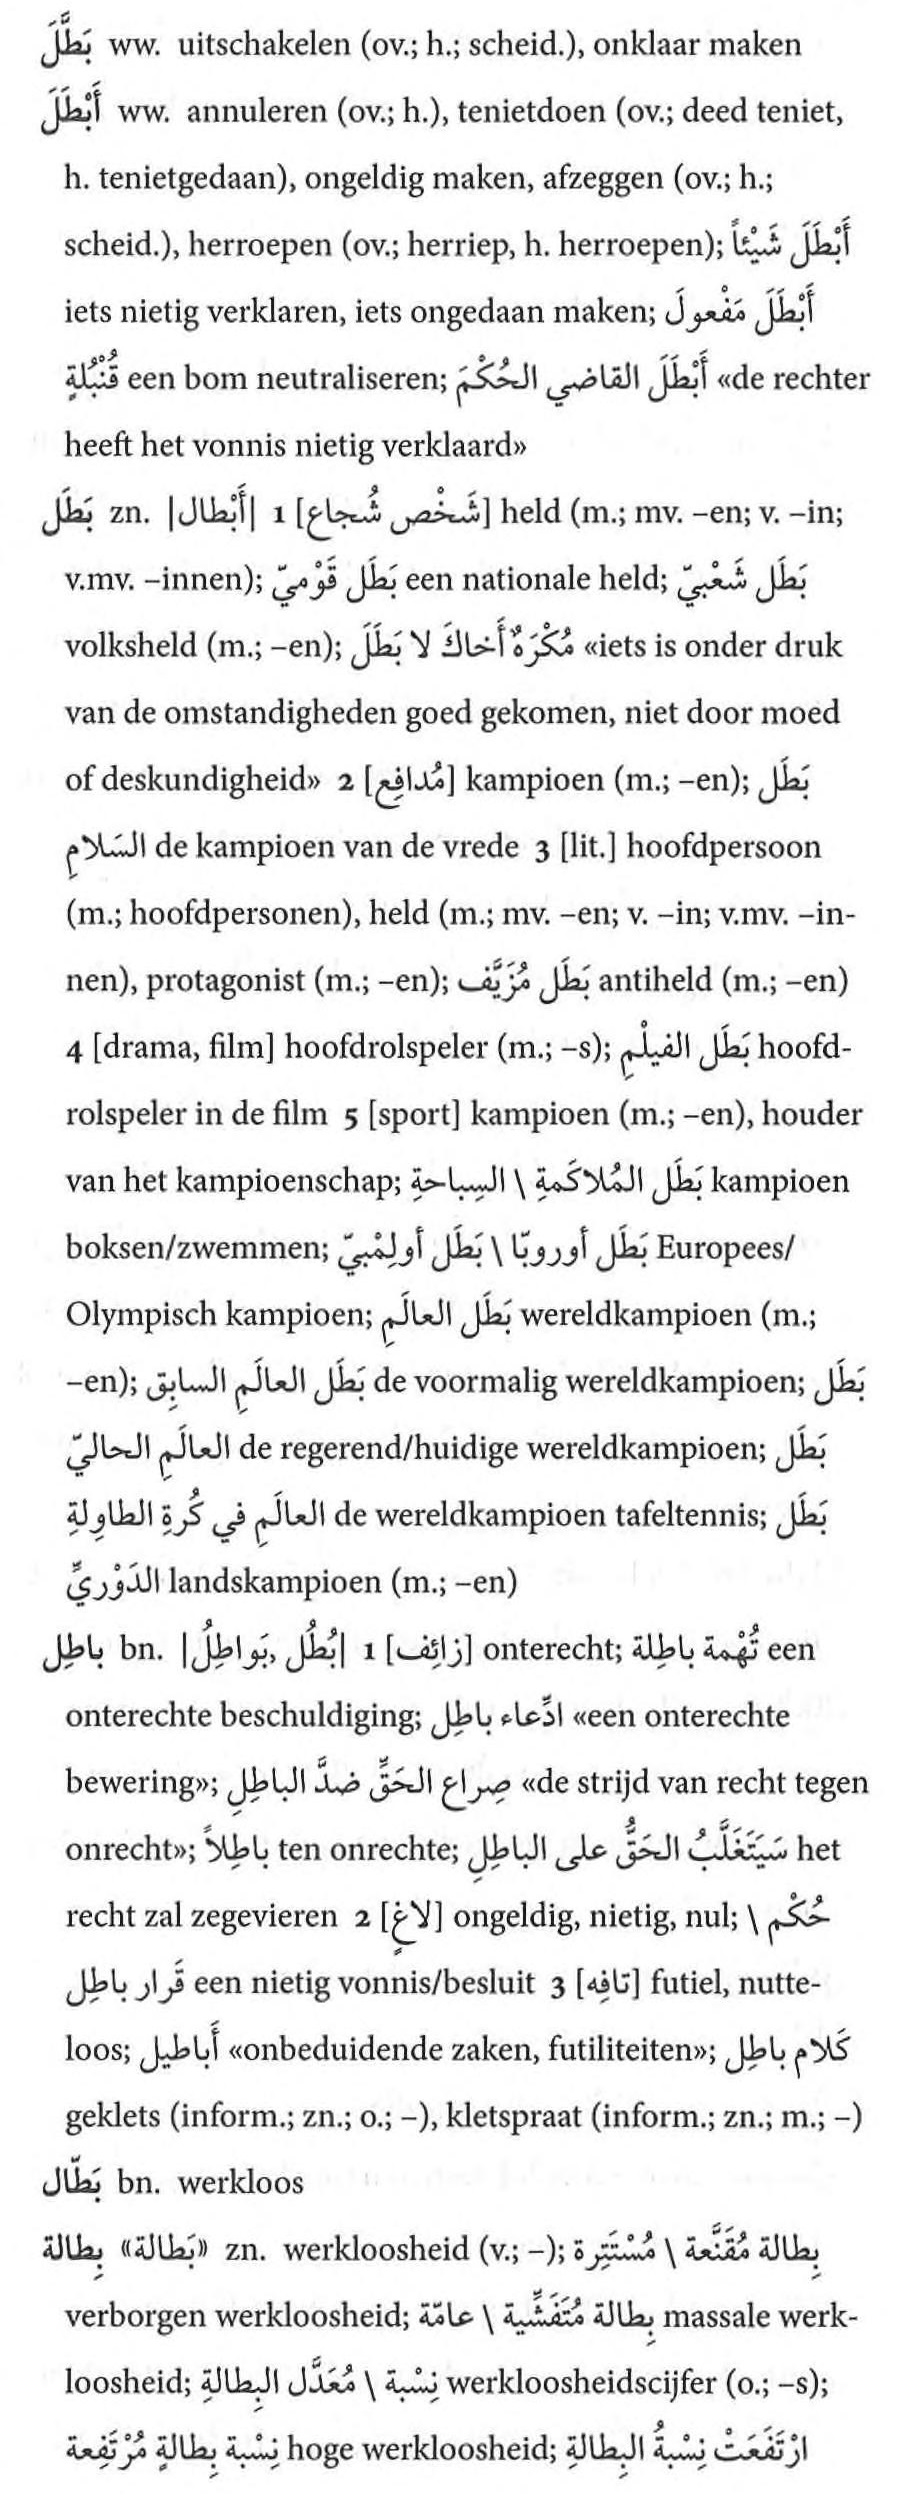 بَطَّلَ ww. uitschakelen (ov.; h.; scheid.), onklaar maken
أَبْطَلَ ww. annuleren (ov.; h.), tenietdoen (ov.; deed teniet,
h. tenietgedaan), ongeldig maken, afzeggen (ov.; h.;
scheid.), herroepen (ov.; herriep, h. herroepen); أَبْطَلَ شَيْئاً
iets nietig verklaren, iets ongedaan maken; أَبْطَلَ مَفْعولَ
قُنْبُلةٍ een bom neutraliseren; أَبْطَلَ القاضي الحُكْمَ «de rechter
heeft het vonnis nietig verklaard»
بَطَل zn. |أَبْطال| 1 [شَخْص شُجاع] held (m.; mv. –en; v. –in;
v.mv. –innen); بَطَل قَوْميّ een nationale held; بَطَل شَعْبيّ
volksheld (m.; –en); مُكْرَهٌ أَخاكَ لا بَطَلَ «iets is onder druk
van de omstandigheden goed gekomen, niet door moed
of deskundigheid» 2 [مُدافِع] kampioen (m.; –en); بَطَل
السَلامِ de kampioen van de vrede 3 [lit.] hoofdpersoon
(m.; hoofdpersonen), held (m.; mv. –en; v. –in; v.mv. –in-
nen), protagonist (m.; –en); بَطَل مُزَيَّف antiheld (m.; –en)
4 [drama, film] hoofdrolspeler (m.; –s); بَطَل الفيلْمِ hoofd-
rolspeler in de film 5 [sport] kampioen (m.; –en), houder
van het kampioenschap; بَطَل المُلاكَمةِ \ السِباحةِ kampioen
boksen/zwemmen; بَطَل أوروبّا \ بَطَل أولِمْبيّ Europees/
Olympisch kampioen; بَطَل العالَمِ wereldkampioen (m.;
–en); بَطَل العالَمِ السابِق de voormalig wereldkampioen; بَطَل
العالَمِ الحاليّ de regerend/huidige wereldkampioen; بَطَل
العالَمِ في كُرةِ الطاوِلةِ de wereldkampioen tafeltennis; بَطَل
الدَوْريِّ landskampioen (m.; –en)
باطِل bn. |بُطُل, بَواطِلُ| 1 [زائِف] onterecht; تُهْمة باطِلة een
onterechte beschuldiging; ادِّعاء باطِل «een onterechte
bewering»; صِراع الحَقِّ ضدَّ الباطِلِ «de strijd van recht tegen
onrecht»; باطِلاً ten onrechte; سَيَتَغَلَّبُ الحَقُّ على الباطِلِ het
recht zal zegevieren 2 [لاغٍ] ongeldig, nietig, nul; حُكْم \
قَرار باطِل een nietig vonnis/besluit 3 [تافِه] futiel, nutte-
loos; أَباطيل «onbeduidende zaken, futiliteiten»; كَلام باطِل
geklets (inform.; zn.; o.; –), kletspraat (inform.; zn.; m.; –)
بَطّال bn. werkloos
بِطالة «بَطالة» zn. werkloosheid (v.; –); بِطالة مُقَنَّعة \ مُسْتَتِرة
verborgen werkloosheid; بِطالة مُتَفَشِّية \ عامّة massale werk-
loosheid; نِسْبة \ مُعَدَّل البِطالةِ werkloosheidscijfer (o.; –s);
نِسْبة بِطالةٍ مُرْتَفِعة hoge werkloosheid; ارْتَفَعَتْ نِسْبةُ البِطالةِ